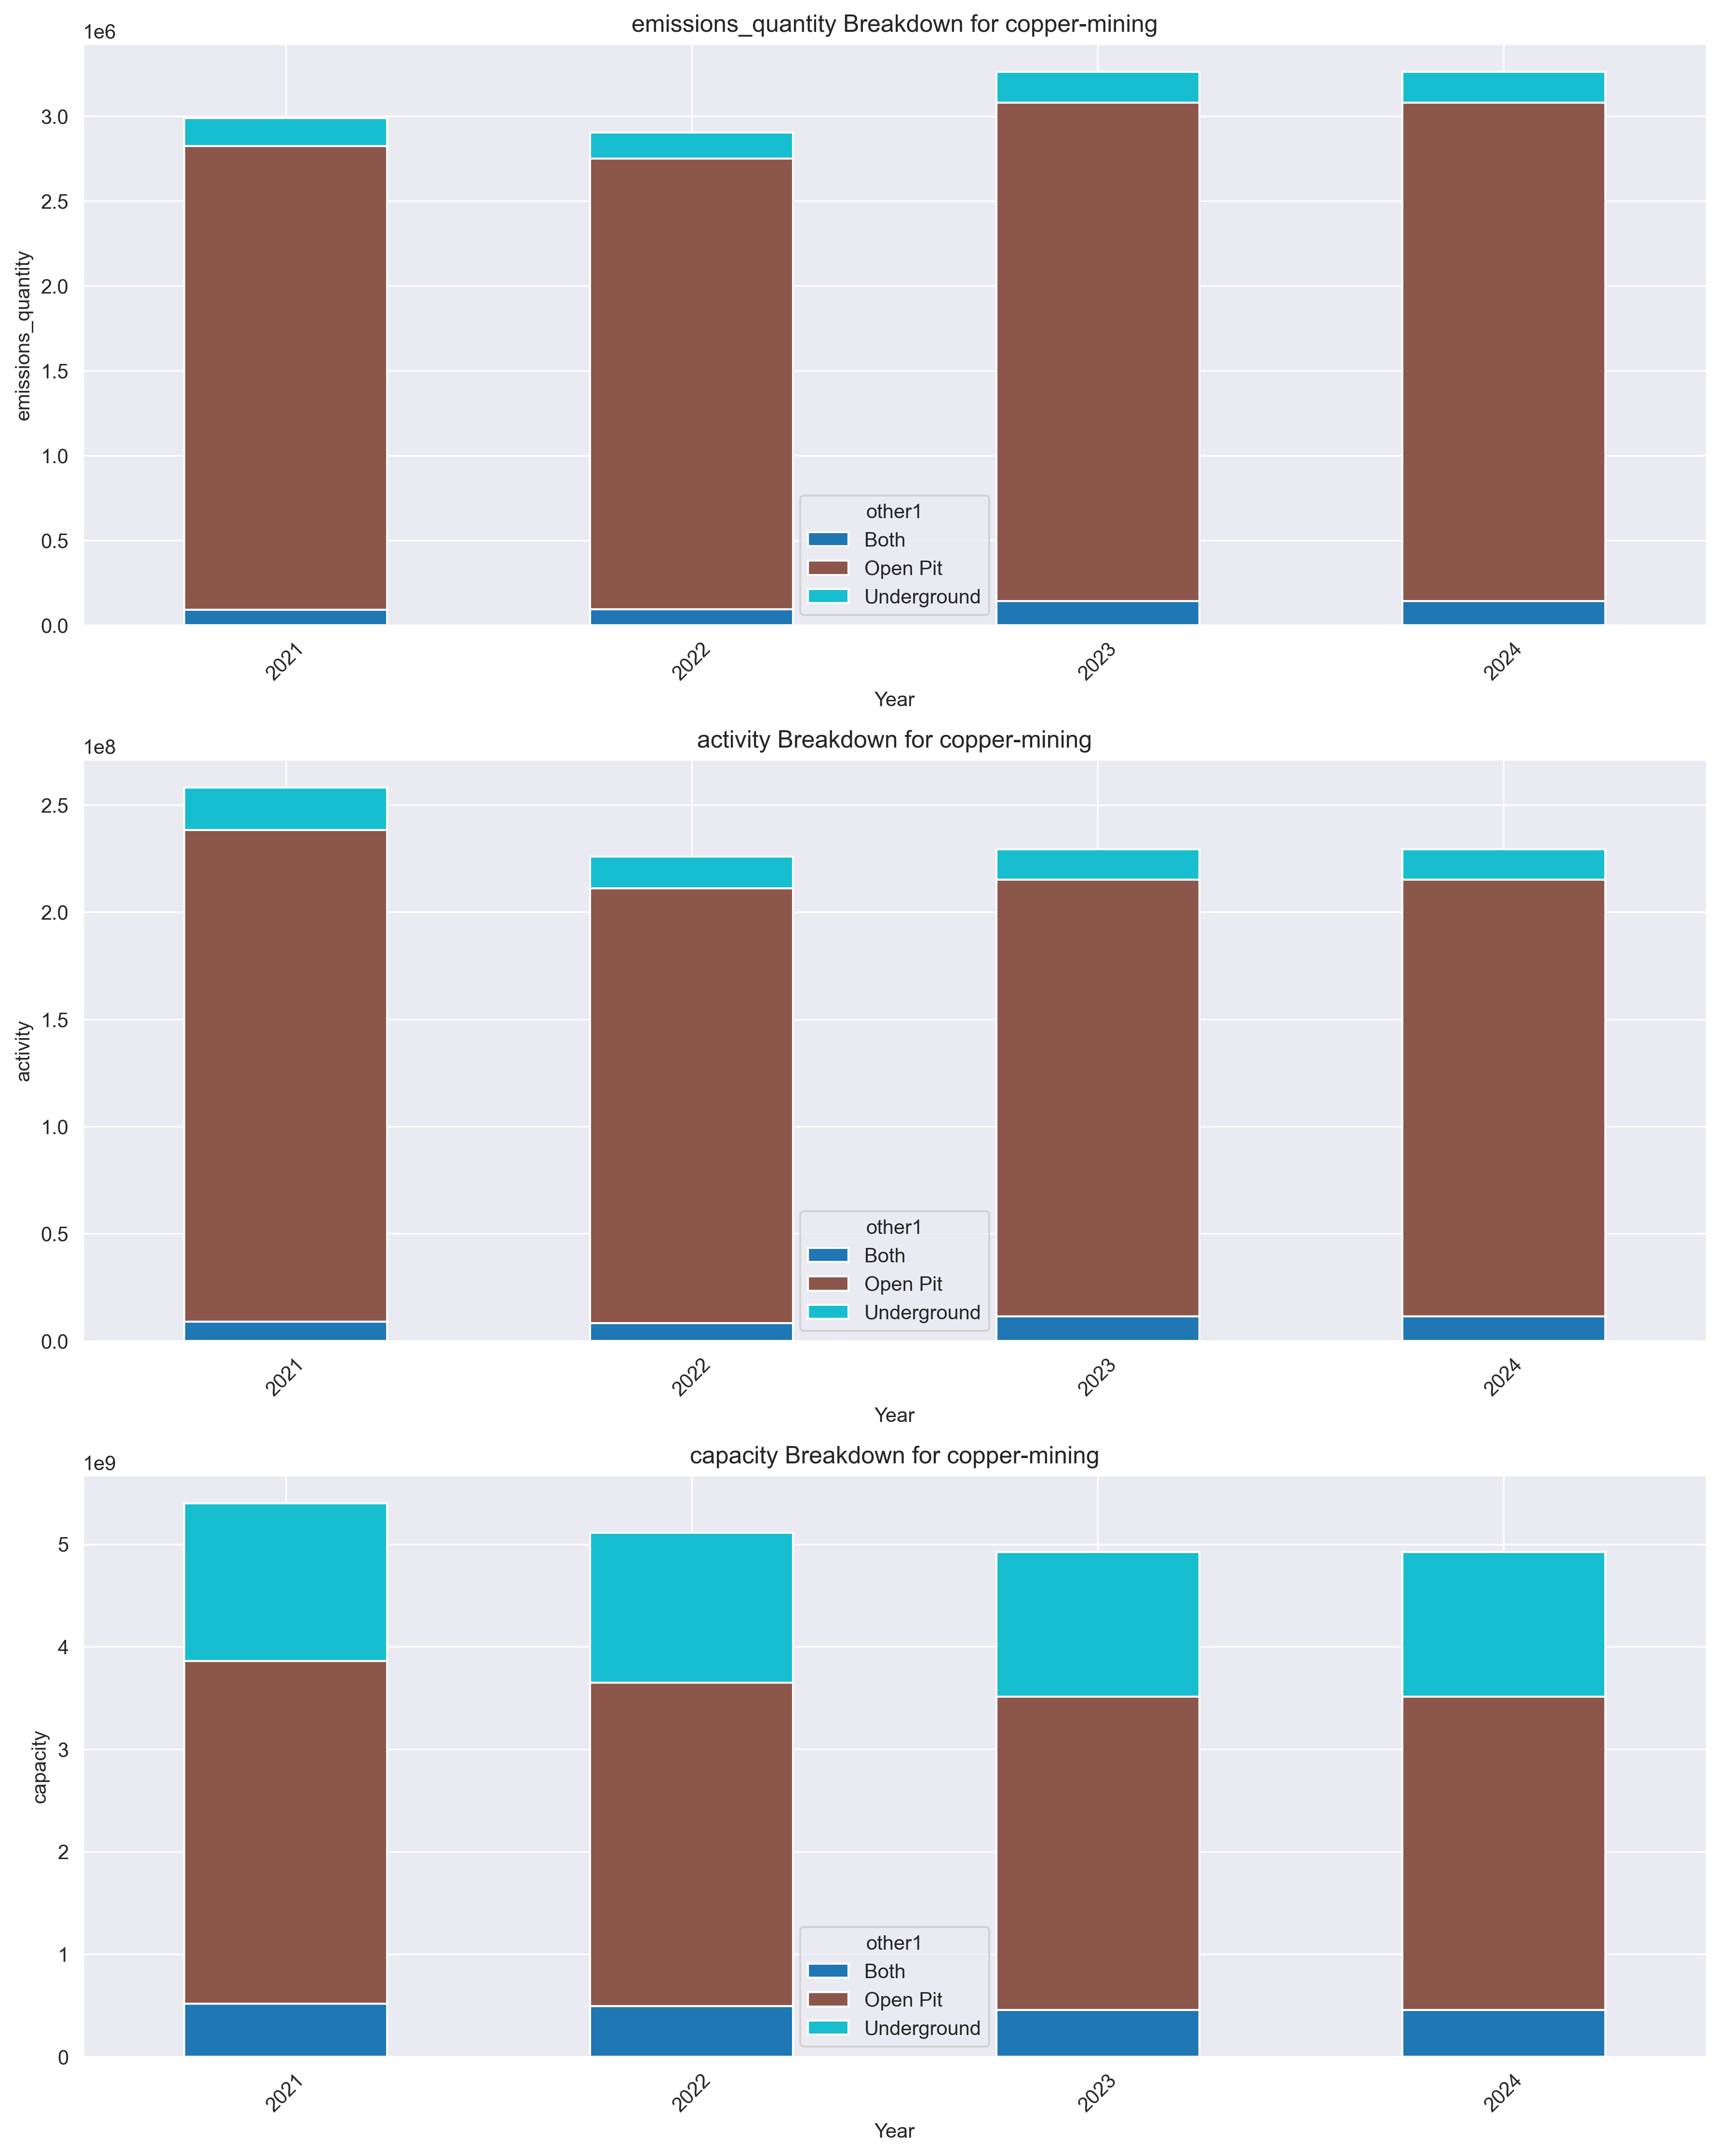 emissions_quantity Breakdown for copper-mining
1e6
3.0
2.5
2.0
1.5
1.0
0.5
0.0
emissions_quantity
other1
Both
Open Pit
Underground
2021
2022
2023
2024
Year
activity Breakdown for copper-mining
1e8
2.5
2.0
1.5
1.0
0.5
0.0
activity
other1
Both
Open Pit
Underground
2021
2022
2023
2024
Year
capacity Breakdown for copper-mining
1e9
5
4
3
2
1
0
capacity
other1
Both
Open Pit
Underground
2021
2022
2023
2024
Year